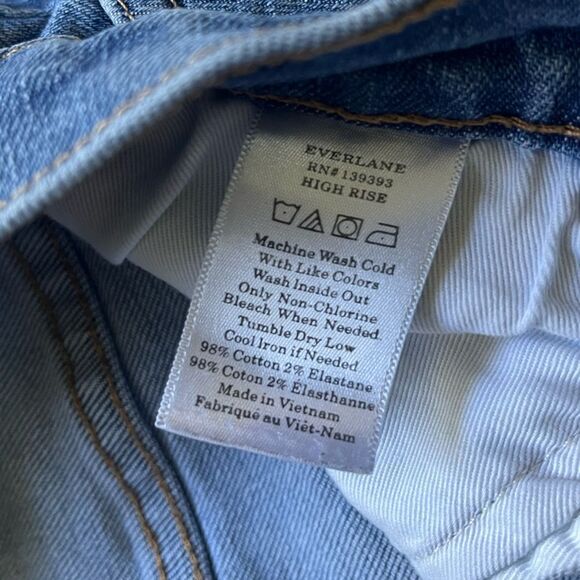 EVERLANE
RN# 139393
HIGH RISE
Machine Wash Cold
With Like Colors
Wash Inside Out
Only Non-Chlorine
Bleach When Needed.
Tumble Dry Low
Cool Iron if Needed
98% Cotton 2% Elastane
98% Coton 2% Elasthanne
Made in Vietnam
Fabriqué au Viêt-Nam